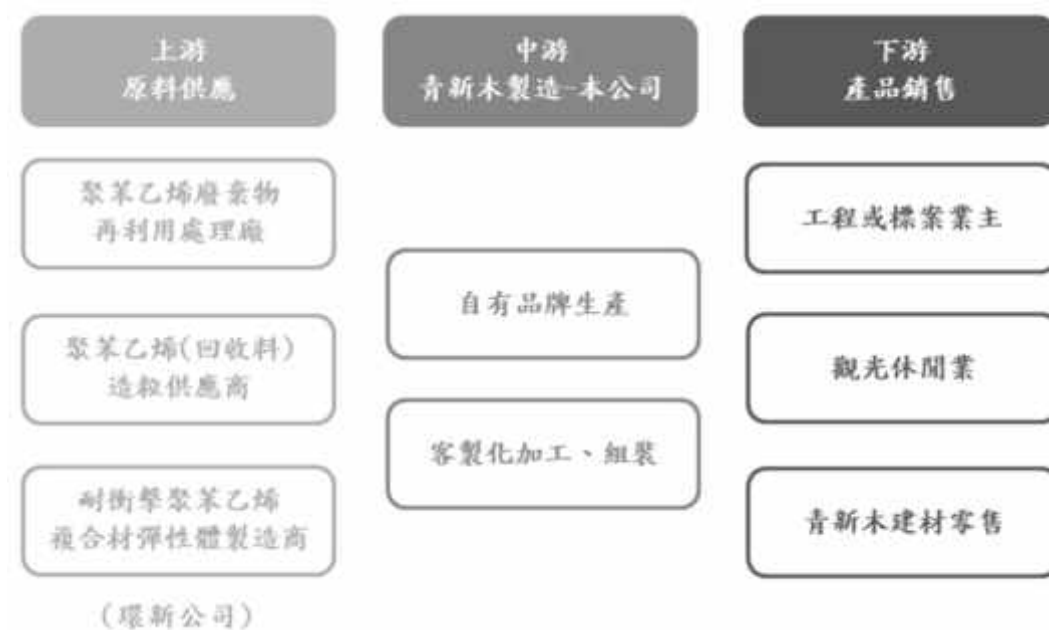 上游
原料供應
聚苯乙烯廢棄物
再利用處理廠
聚苯乙烯(回收料)
造粒供應商
耐衝擊聚苯乙烯
複合材彈性體製造商
(環新公司)
中游
青新木製造-本公司
自有品牌生產
客製化加工、組裝
下游
產品銷售
工程或標案業主
觀光休閒業
青新木建材零售